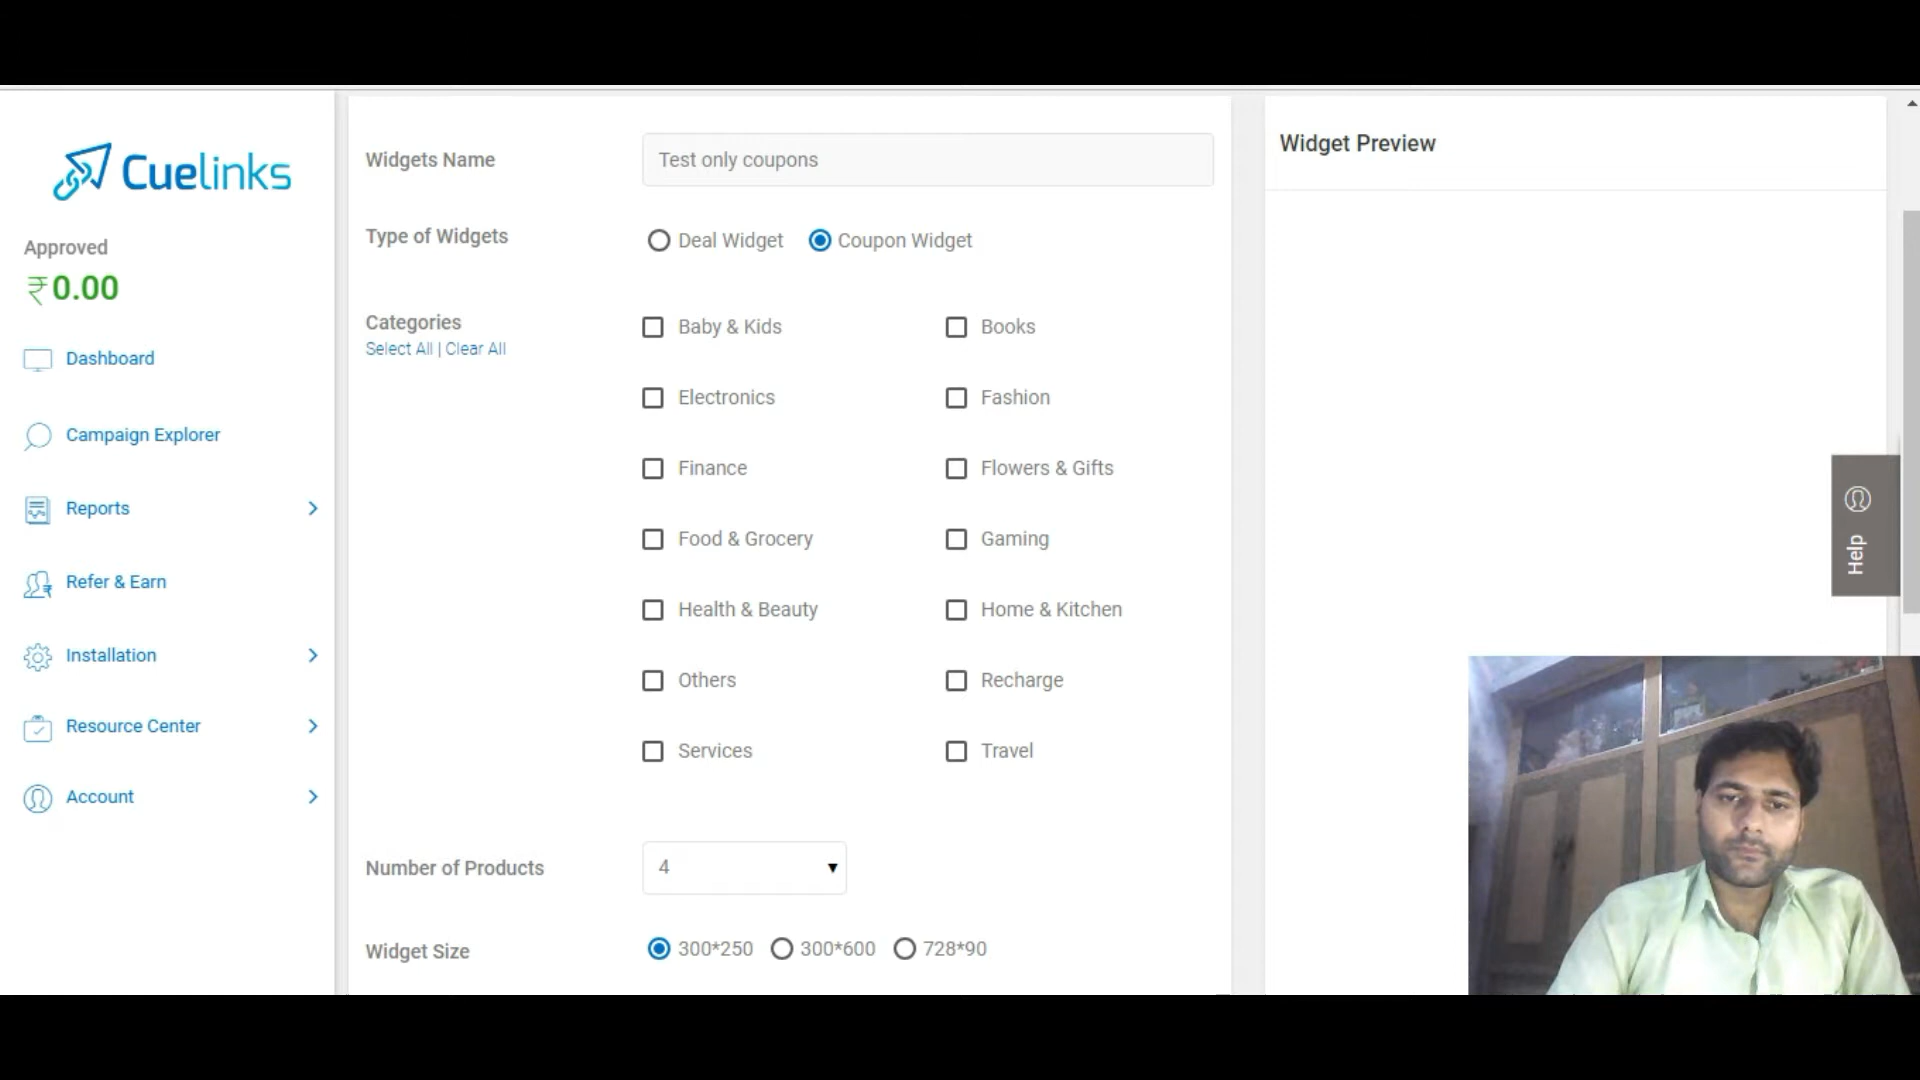 Cuelinks
Approved
₹0.00
Dashboard
Campaign Explorer
Reports
Refer & Earn
Installation
Resource Center
Account
Widgets Name
Test only coupons
Type of Widgets
Deal Widget
Coupon Widget
Categories
Select All | Clear All
Baby & Kids
Books
Electronics
Fashion
Finance
Flowers & Gifts
Food & Grocery
Gaming
Health & Beauty
Home & Kitchen
Others
Recharge
Services
Travel
Number of Products
4
Widget Size
300*250
300*600
728*90
Widget Preview
Help